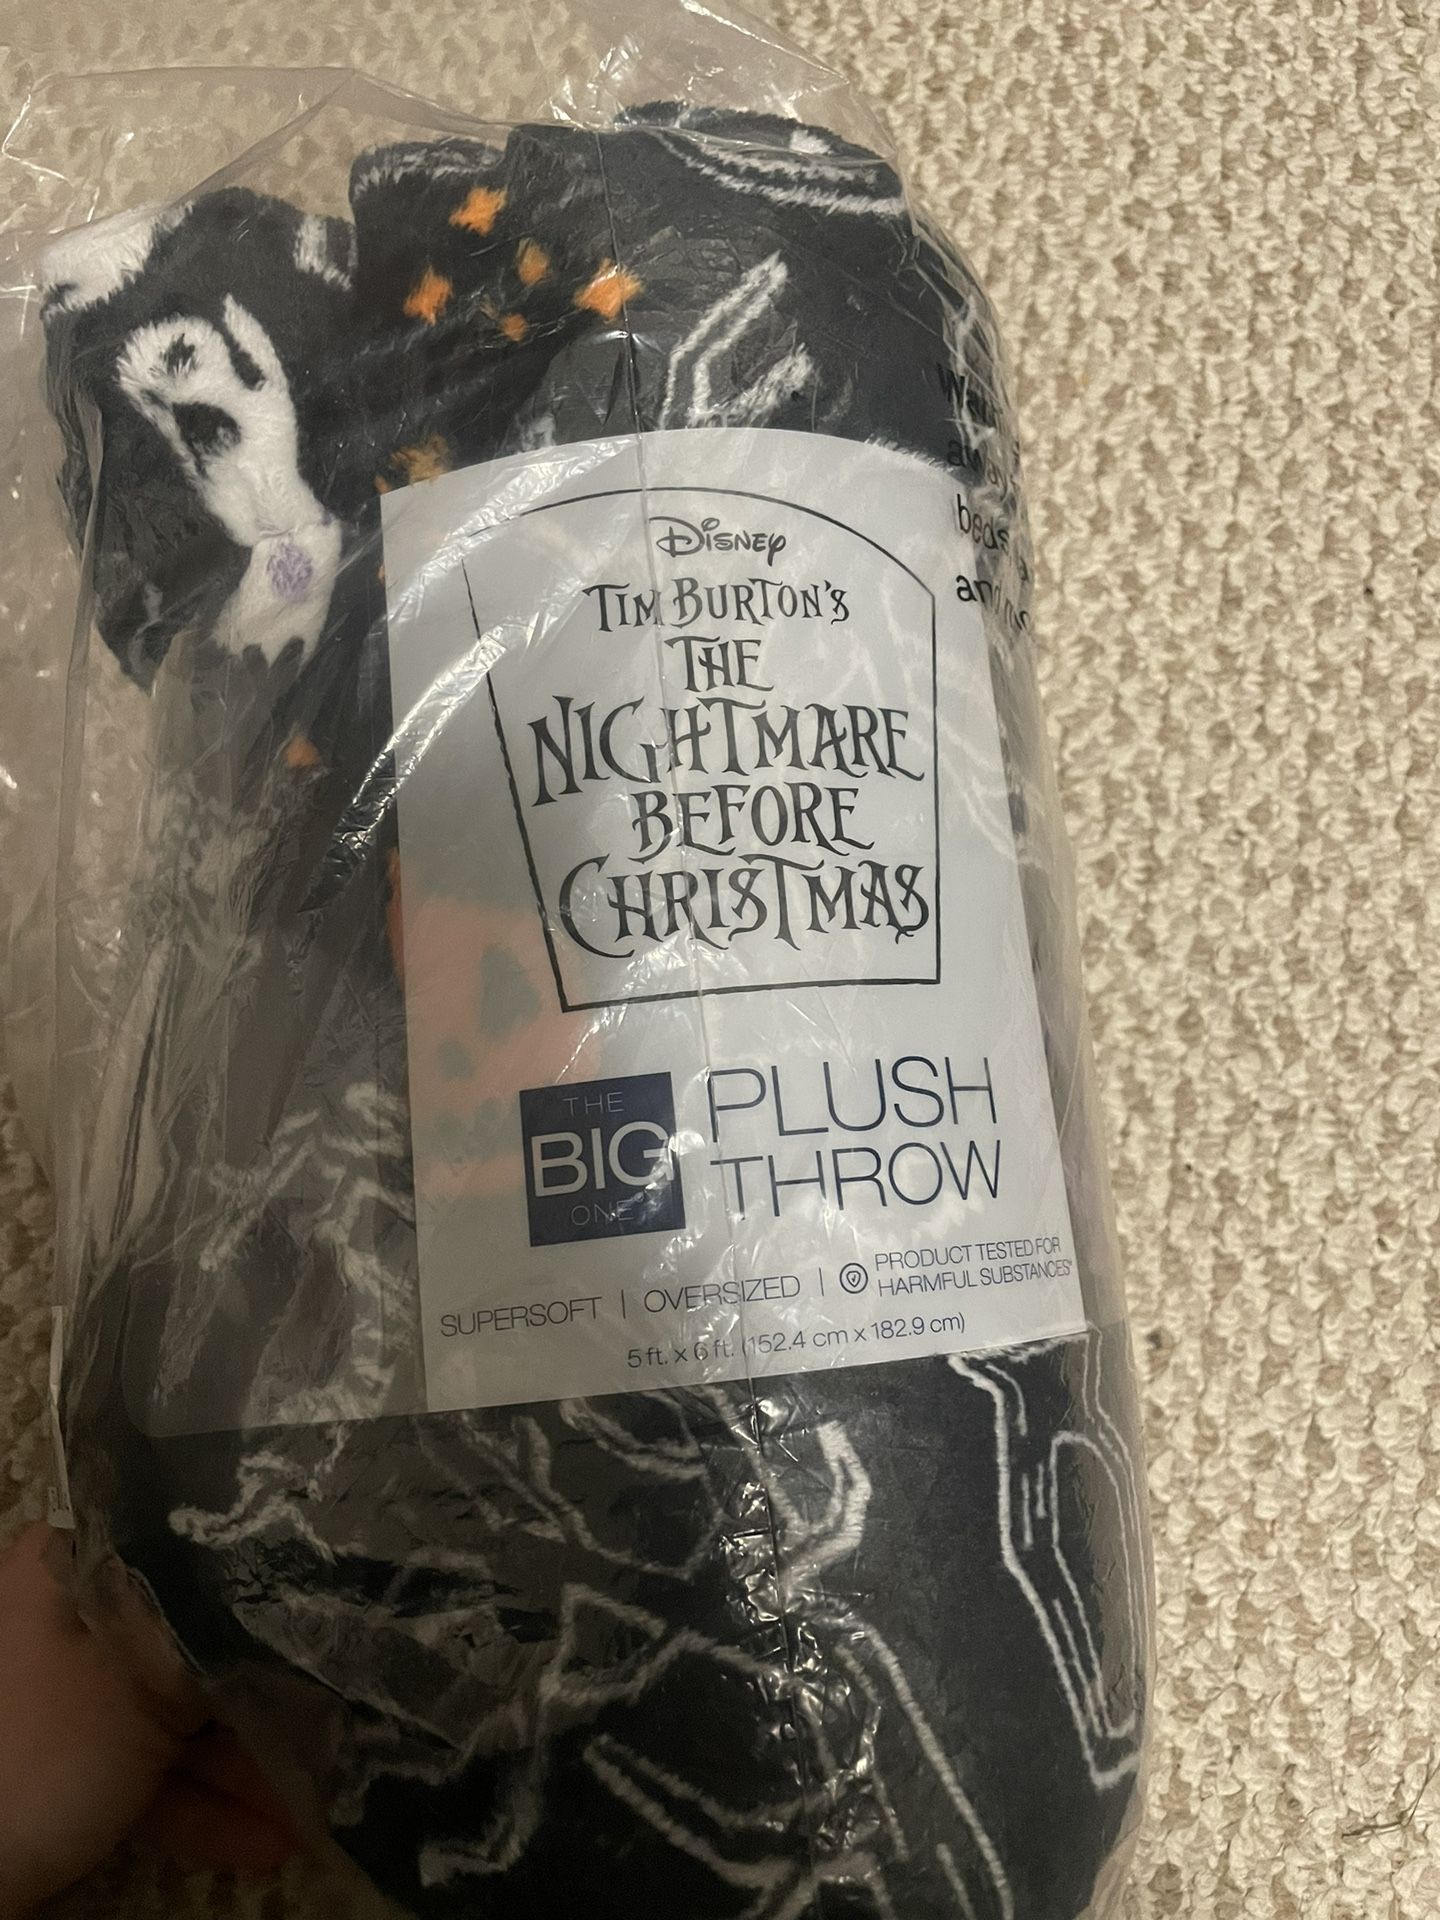 Disney
TIM BURTON'S
THE
NIGHTMARE
BEFORE
CHRISTMAS
THE
BIG
ONE
PLUSH
THROW
SUPERSOFT | OVERSIZED |
PRODUCT TESTED FOR
HARMFUL SUBSTANCES
5 ft. x 6 ft. (152.4 cm x 182.9 cm)